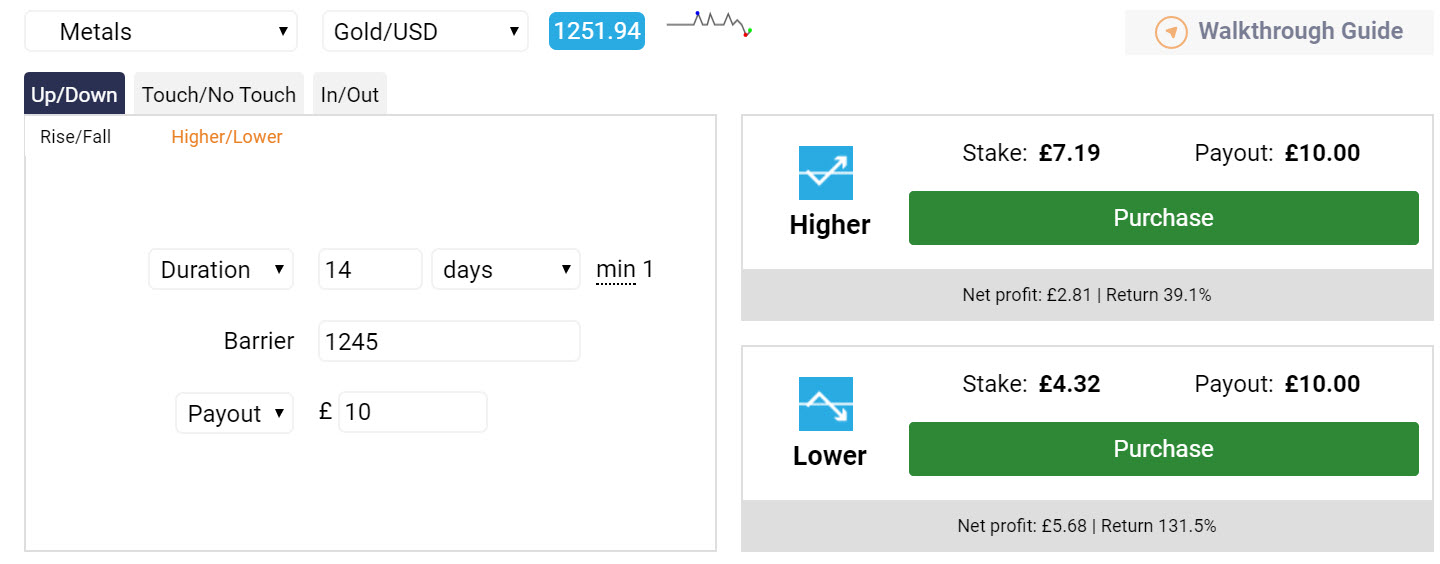 Metals Gold/USD 1251.94 Walkthrough Guide
Up/Down Touch/No Touch In/Out
Rise/Fall Higher/Lower
Duration 14 days min 1
Barrier 1245
Payout £ 10
Stake: £7.19 Payout: £10.00
Higher Purchase
Net profit: £2.81 | Return 39.1%
Stake: £4.32 Payout: £10.00
Lower Purchase
Net profit: £5.68 | Return 131.5%